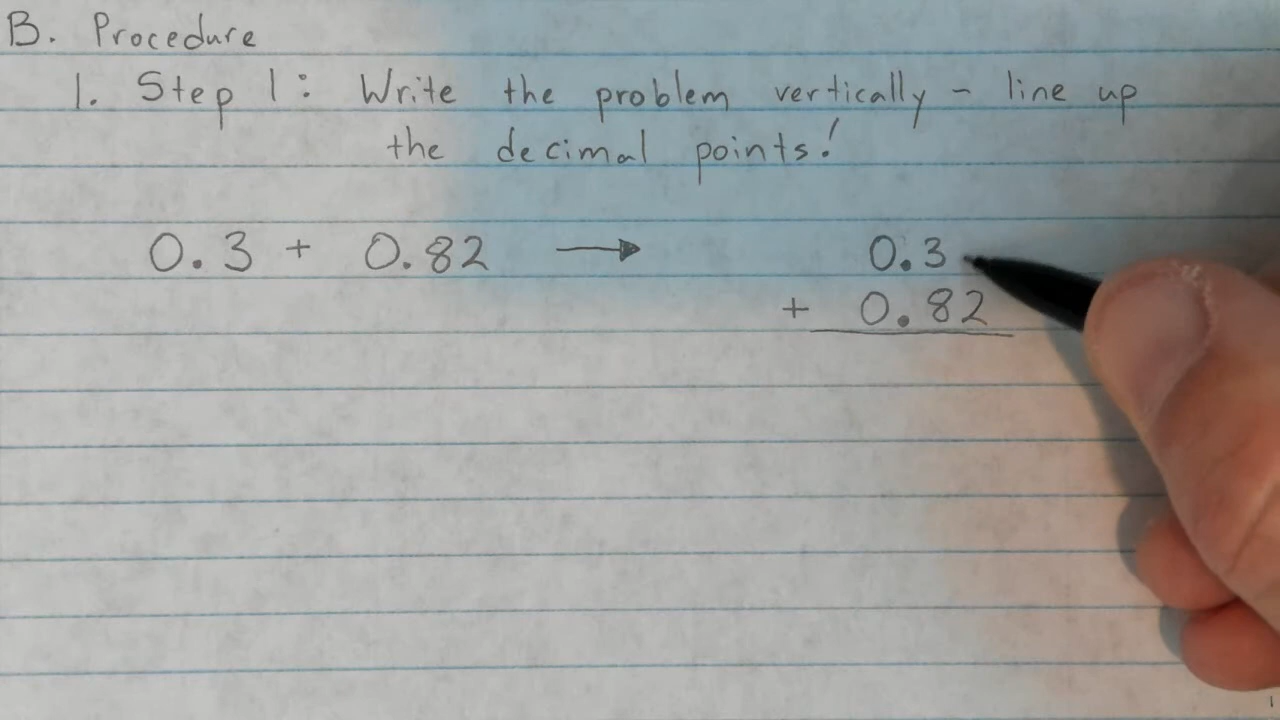 B. Procedure
1. Step 1: Write the problem vertically - line up
the decimal points!
0.3 + 0.82 → 0.3
+ 0.82
1